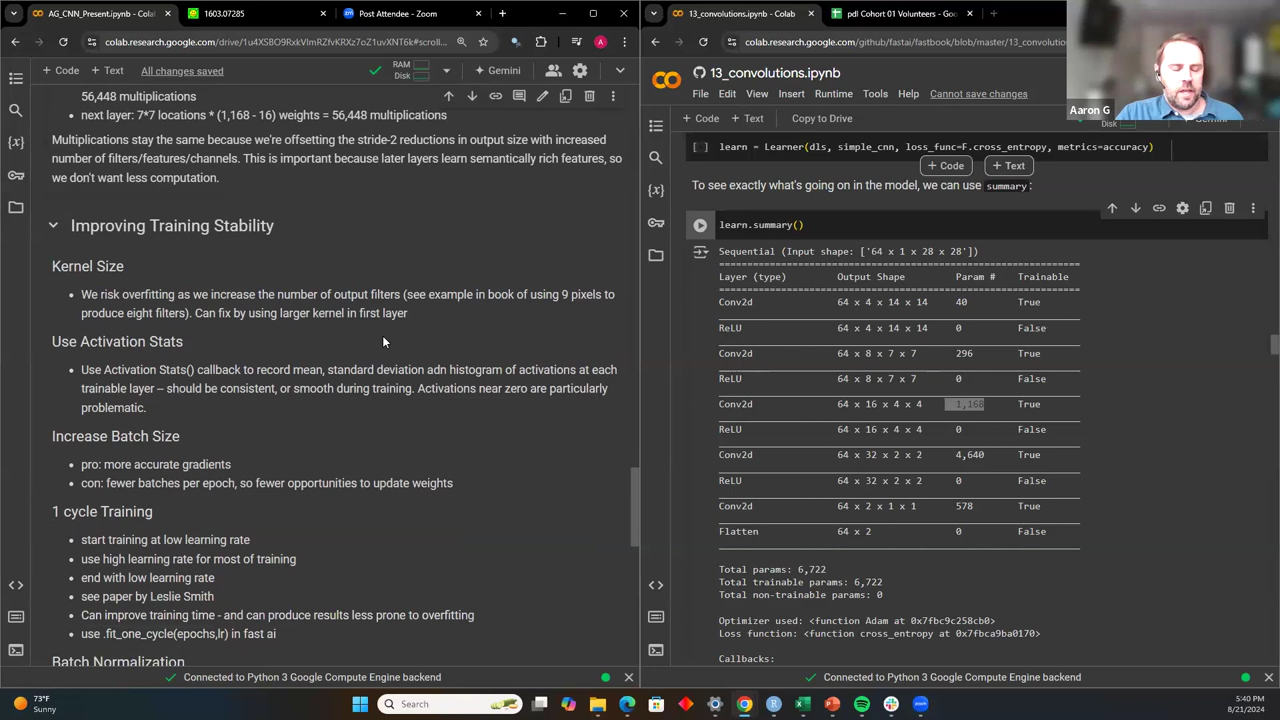 AG_CNN_Present.ipynb - Colab
1603.07285
Post Attendee - Zoom
colab.research.google.com/drive/1u4XSBO9RxkVlmRZfvKRXz7oZ1uvXNT6k#scroll...
+ Code + Text All changes saved
RAM
Disk
Gemini
56,448 multiplications
next layer: 7*7 locations * (1,168 - 16) weights = 56,448 multiplications
Multiplications stay the same because we're offsetting the stride-2 reductions in output size with increased
number of filters/features/channels. This is important because later layers learn semantically rich features, so
we don't want less computation.
Improving Training Stability
Kernel Size
We risk overfitting as we increase the number of output filters (see example in book of using 9 pixels to
produce eight filters). Can fix by using larger kernel in first layer
Use Activation Stats
Use Activation Stats() callback to record mean, standard deviation adn histogram of activations at each
trainable layer -- should be consistent, or smooth during training. Activations near zero are particularly
problematic.
Increase Batch Size
pro: more accurate gradients
con: fewer batches per epoch, so fewer opportunities to update weights
1 cycle Training
start training at low learning rate
use high learning rate for most of training
end with low learning rate
see paper by Leslie Smith
Can improve training time - and can produce results less prone to overfitting
use .fit_one_cycle(epochs,lr) in fast ai
Batch Normalization
Connected to Python 3 Google Compute Engine backend
13_convolutions.ipynb - Colab
pdl Cohort 01 Volunteers - Goo
colab.research.google.com/github/fastai/fastbook/blob/master/13_convolution
13_convolutions.ipynb
File Edit View Insert Runtime Tools Help Cannot save changes
+ Code + Text Copy to Drive
Disk
Aaron G
[ ] learn = Learner(dls, simple_cnn, loss_func=F.cross_entropy, metrics=accuracy)
+ Code + Text
To see exactly what's going on in the model, we can use summary:
learn.summary()
Sequential (Input shape: ['64 x 1 x 28 x 28'])
Layer (type) Output Shape Param # Trainable
Conv2d 64 x 4 x 14 x 14 40 True
ReLU 64 x 4 x 14 x 14 0 False
Conv2d 64 x 8 x 7 x 7 296 True
ReLU 64 x 8 x 7 x 7 0 False
Conv2d 64 x 16 x 4 x 4 1,168 True
ReLU 64 x 16 x 4 x 4 0 False
Conv2d 64 x 32 x 2 x 2 4,640 True
ReLU 64 x 32 x 2 x 2 0 False
Conv2d 64 x 2 x 1 x 1 578 True
Flatten 64 x 2 0 False
Total params: 6,722
Total trainable params: 6,722
Total non-trainable params: 0
Optimizer used: <function Adam at 0x7fbc9c258cb0>
Loss function: <function cross_entropy at 0x7fbca9ba0170>
Callbacks:
Connected to Python 3 Google Compute Engine backend
73°F
Sunny
Search
5:40 PM
8/21/2024